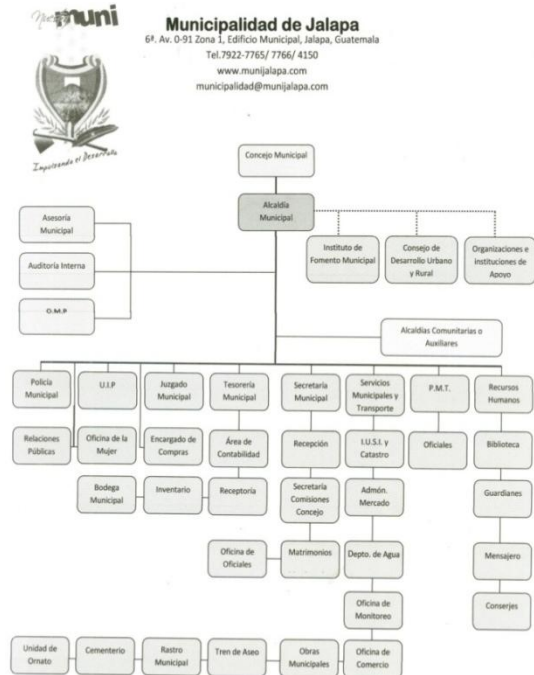 muni
Municipalidad de Jalapa
6ª. Av. 0-91 Zona 1, Edificio Municipal, Jalapa, Guatemala
Tel.7922-7765/ 7766/ 4150
www.munijalapa.com
municipalidad@munijalapa.com
Impulsando el Desarrollo
Concejo Municipal
Alcaldía
Municipal
Asesoría
Municipal
Auditoría Interna
O.M.P
Instituto de
Fomento Municipal
Consejo de
Desarrollo Urbano
y Rural
Organizaciones e
instituciones de
Apoyo
Alcaldías Comunitarias o
Auxiliares
Policía
Municipal
U.I.P
Juzgado
Municipal
Tesorería
Municipal
Secretaría
Municipal
Servicios
Municipales y
Transporte
P.M.T.
Recursos
Humanos
Relaciones
Públicas
Oficina de la
Mujer
Encargado de
Compras
Área de
Contabilidad
Recepción
I.U.S.I. y
Catastro
Oficiales
Biblioteca
Bodega
Municipal
Inventario
Receptoría
Secretaría
Comisiones
Concejo
Admón.
Mercado
Guardianes
Oficina de
Oficiales
Matrimonios
Depto. de Agua
Mensajero
Oficina de
Monitoreo
Conserjes
Unidad de
Ornato
Cementerio
Rastro
Municipal
Tren de Aseo
Obras
Municipales
Oficina de
Comercio